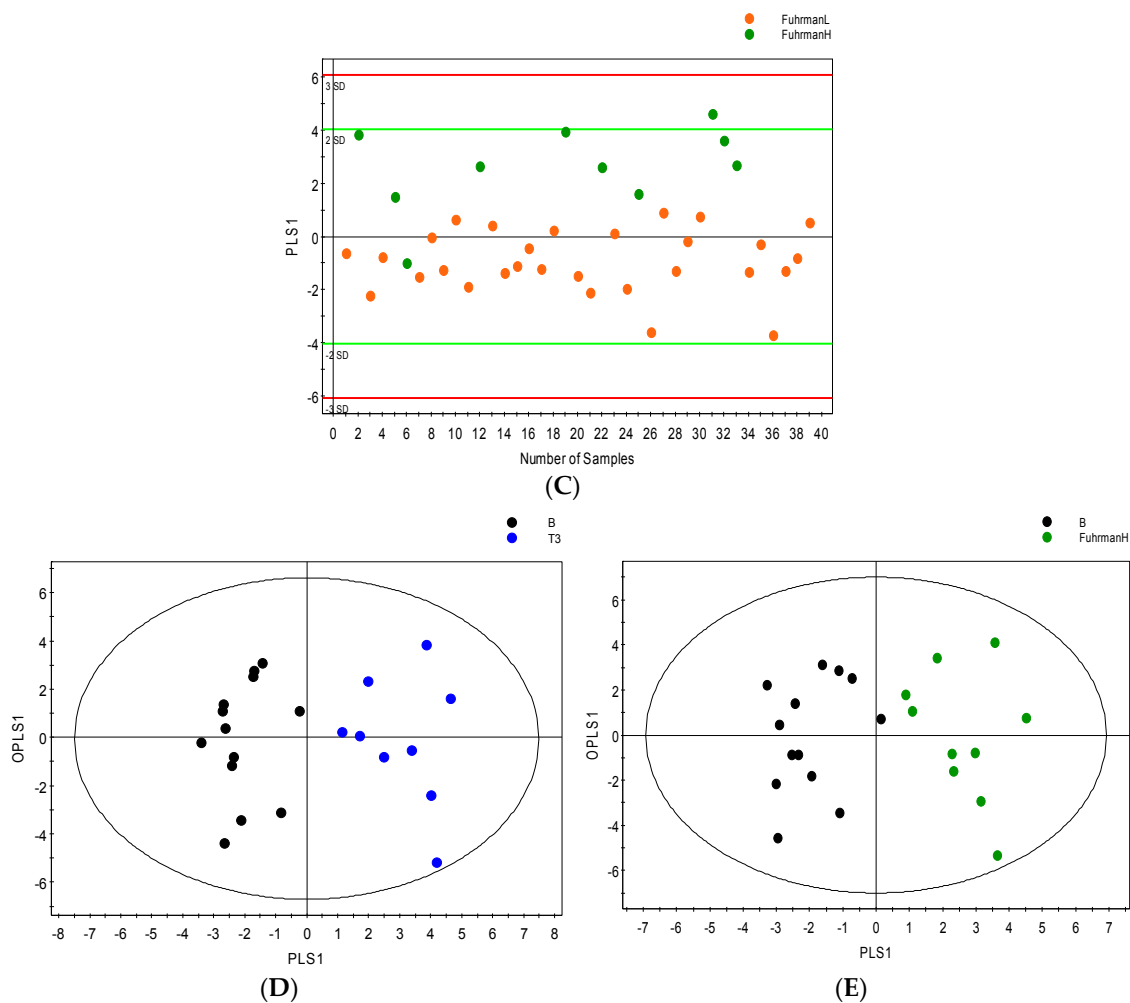 FuhrmanL
FuhrmanH
6
3 SD
4
2 SD
2
0
-2
-4
-2 SD
-6
-3 SD
PLS1
0 2 4 6 8 10 12 14 16 18 20 22 24 26 28 30 32 34 36 38 40
Number of Samples
(C)
B
T3
6
4
2
0
-2
-4
-6
OPLS1
-8 -7 -6 -5 -4 -3 -2 -1 0 1 2 3 4 5 6 7 8
PLS1
(D)
B
FuhrmanH
6
4
2
0
-2
-4
-6
OPLS1
-7 -6 -5 -4 -3 -2 -1 0 1 2 3 4 5 6 7
PLS1
(E)